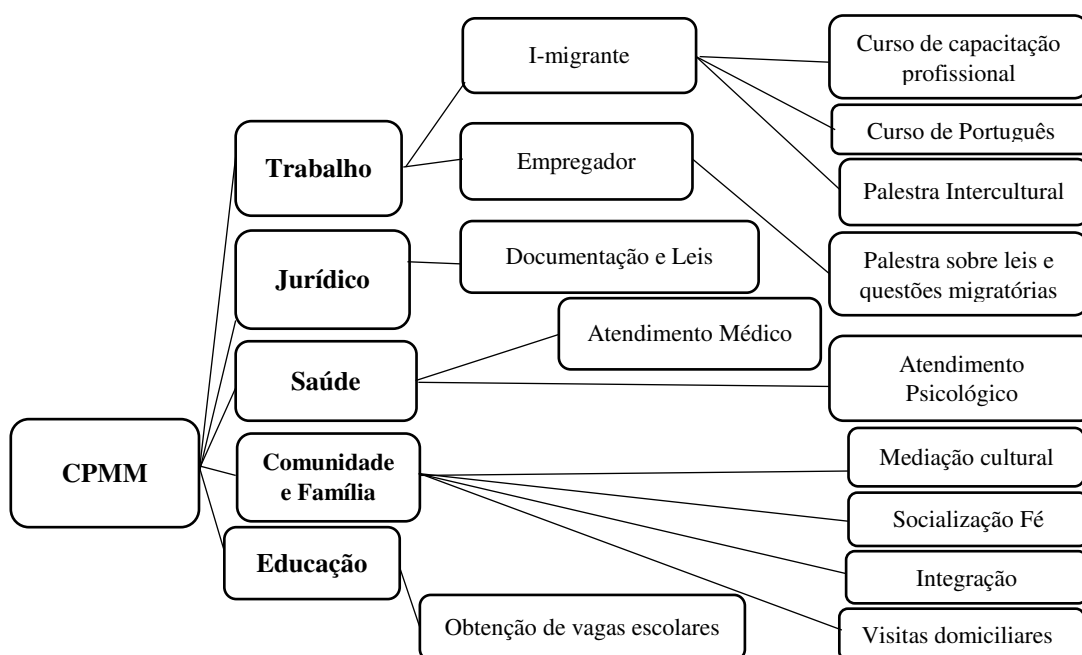 I-migrante
Curso de capacitação
profissional
Trabalho
Empregador
Curso de Português
Palestra Intercultural
Jurídico
Documentação e Leis
Palestra sobre leis e
questões migratórias
Saúde
Atendimento Médico
Atendimento
Psicológico
CPMM
Comunidade
e Família
Mediação cultural
Socialização Fé
Educação
Integração
Obtenção de vagas escolares
Visitas domiciliares